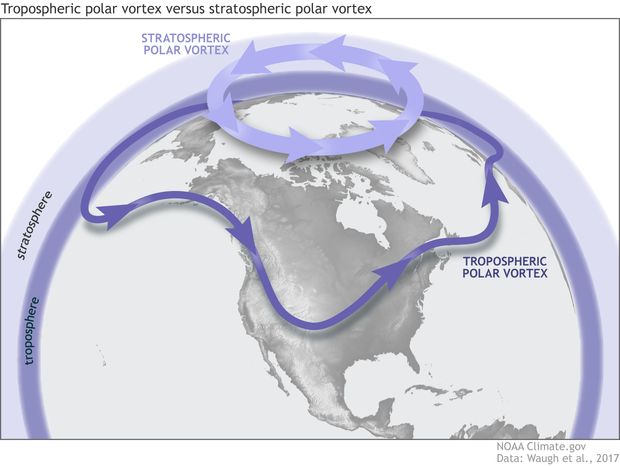 Tropospheric polar vortex versus stratospheric polar vortex
STRATOSPHERIC
POLAR VORTEX
stratosphere
troposphere
TROPOSPHERIC
POLAR VORTEX
NOAA Climate.gov
Data: Waugh et al., 2017